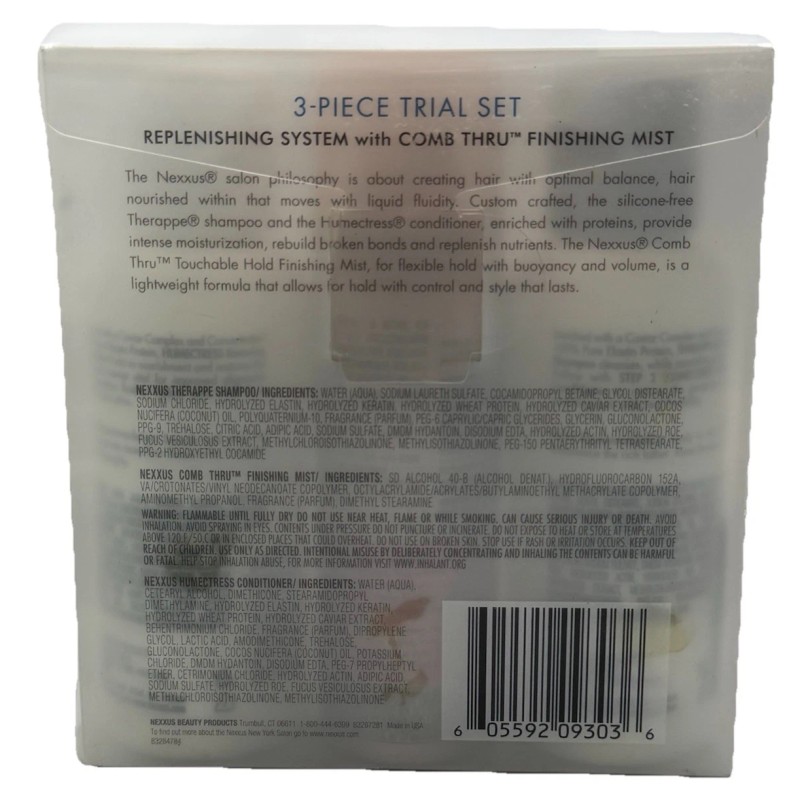 3-PIECE TRIAL SET
REPLENISHING SYSTEM with COMB THRU™ FINISHING MIST
The Nexxus® salon philosophy is about creating hair with optimal balance, hair
nourished within that moves with liquid fluidity. Custom crafted, the silicone-free
Therappe® shampoo and the Humectress® conditioner, enriched with proteins, provide
intense moisturization, rebuild broken bonds and replenish nutrients. The Nexxus® Comb
Thru™ Touchable Hold Finishing Mist, for flexible hold with buoyancy and volume, is a
lightweight formula that allows for hold with control and style that lasts.
NEXXUS THERAPPE SHAMPOO/ INGREDIENTS: WATER (AQUA), SODIUM LAURETH SULFATE, COCAMIDOPROPYL BETAINE, GLYCOL DISTEARATE,
SODIUM CHLORIDE, HYDROLYZED ELASTIN, HYDROLYZED KERATIN, HYDROLYZED WHEAT PROTEIN, HYDROLYZED CAVIAR EXTRACT, COCOS
NUCIFERA (COCONUT) OIL, POLYQUATERNIUM-10, FRAGRANCE (PARFUM), PEG-6 CAPRYLIC/CAPRIC GLYCERIDES, GLYCERIN, GLUCONOLACTONE,
PPG-9, TREHALOSE, CITRIC ACID, ADIPIC ACID, SODIUM SULFATE, DMDM HYDANTOIN, DISODIUM EDTA, HYDROLYZED ACTIN, HYDROLYZED ROE,
FUCUS VESICULOSUS EXTRACT, METHYLCHLOROISOTHIAZOLINONE, METHYLISOTHIAZOLINONE, PEG-150 PENTAERYTHRITYL TETRASTEARATE,
PPG-2 HYDROXYETHYL COCAMIDE
NEXXUS COMB THRU™ FINISHING MIST/ INGREDIENTS: SD ALCOHOL 40-B (ALCOHOL DENAT.), HYDROFLUOROCARBON 152A,
VA/CROTONATES/VINYL NEODECANOATE COPOLYMER, OCTYLACRYLAMIDE/ACRYLATES/BUTYLAMINOETHYL METHACRYLATE COPOLYMER,
AMINOMETHYL PROPANOL FRAGRANCE (PARFUM), DIMETHYL STEARAMINE
WARNING: FLAMMABLE UNTIL FULLY DRY DO NOT USE NEAR HEAT, FLAME OR WHILE SMOKING. CAN CAUSE SERIOUS INJURY OR DEATH. AVOID
INHALATION. AVOID SPRAYING IN EYES. CONTENTS UNDER PRESSURE DO NOT PUNCTURE OR INCINERATE. DO NOT EXPOSE TO HEAT OR STORE AT TEMPERATURES
ABOVE 120 F/50 C OR IN ENCLOSED PLACES THAT COULD OVERHEAT. DO NOT USE ON BROKEN SKIN. STOP USE IF RASH OR IRRITATION OCCURS. KEEP OUT OF
REACH OF CHILDREN. USE ONLY AS DIRECTED. INTENTIONAL MISUSE BY DELIBERATELY CONCENTRATING AND INHALING THE CONTENTS CAN BE HARMFUL
OR FATAL. HELP STOP INHALATION ABUSE, FOR MORE INFORMATION VISIT WWW.INHALANT.ORG
NEXXUS HUMECTRESS CONDITIONER/ INGREDIENTS: WATER (AQUA),
CETEARYL ALCOHOL, DIMETHICONE, STEARAMIDOPROPYL
DIMETHYLAMINE, HYDROLYZED ELASTIN, HYDROLYZED KERATIN,
HYDROLYZED WHEAT PROTEIN, HYDROLYZED CAVIAR EXTRACT,
BEHENTRIMONIUM CHLORIDE, FRAGRANCE (PARFUM), DIPROPYLENE
GLYCOL, LACTIC ACID, AMODIMETHICONE, TREHALOSE,
GLUCONOLACTONE, COCOS NUCIFERA (COCONUT) OIL, POTASSIUM
CHLORIDE, DMDM HYDANTOIN, DISODIUM EDTA, PEG-7 PROPYLHEPTYL
ETHER, CETRIMONIUM CHLORIDE, HYDROLYZED ACTIN, ADIPIC ACID,
SODIUM SULFATE, HYDROLYZED ROE, FUCUS VESICULOSUS EXTRACT,
METHYLCHLOROISOTHIAZOLINONE, METHYLISOTHIAZOLINONE
NEXXUS BEAUTY PRODUCTS Trumbull, CT 06611 Made in USA
To find out more about the Nexxus New York Salon go to www.nexxus.com
6 05592 09303 6